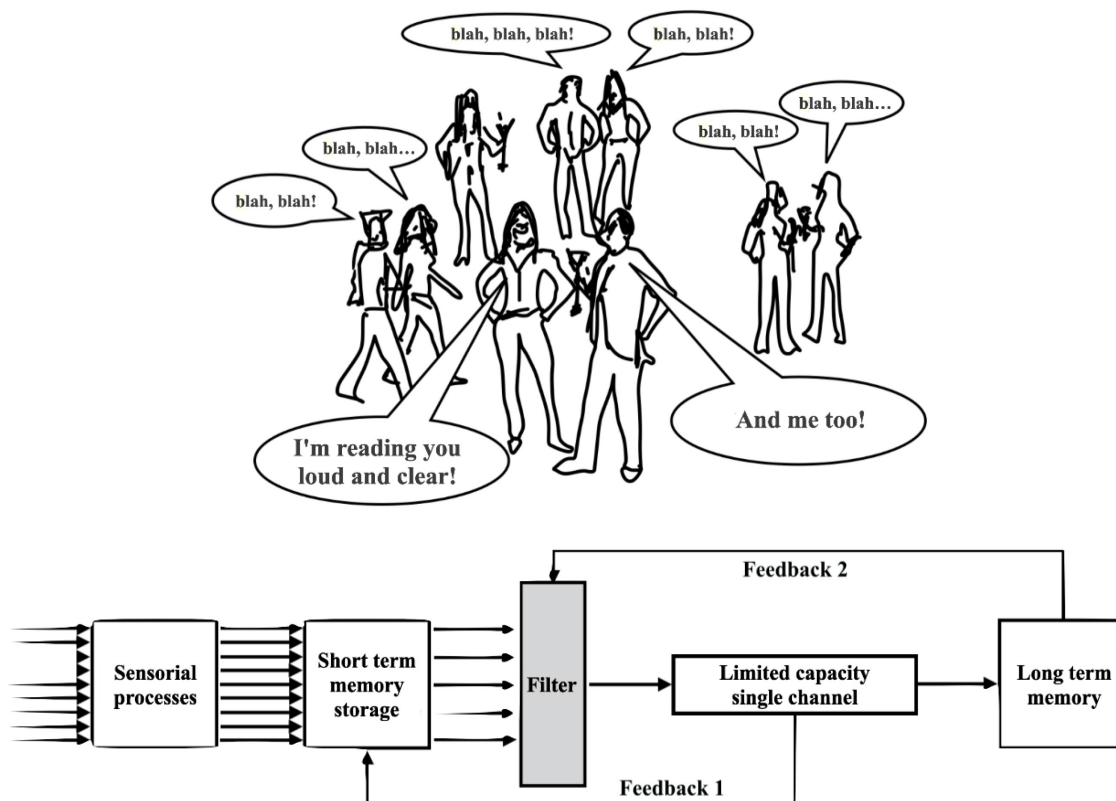 blah, blah, blah!
blah, blah!
blah, blah…
blah, blah!
blah, blah…
blah, blah!
And me too!
I'm reading you
loud and clear!
Feedback 2
Sensorial
processes
Short term
memory
storage
Filter
Limited capacity
single channel
Long term
memory
Feedback 1